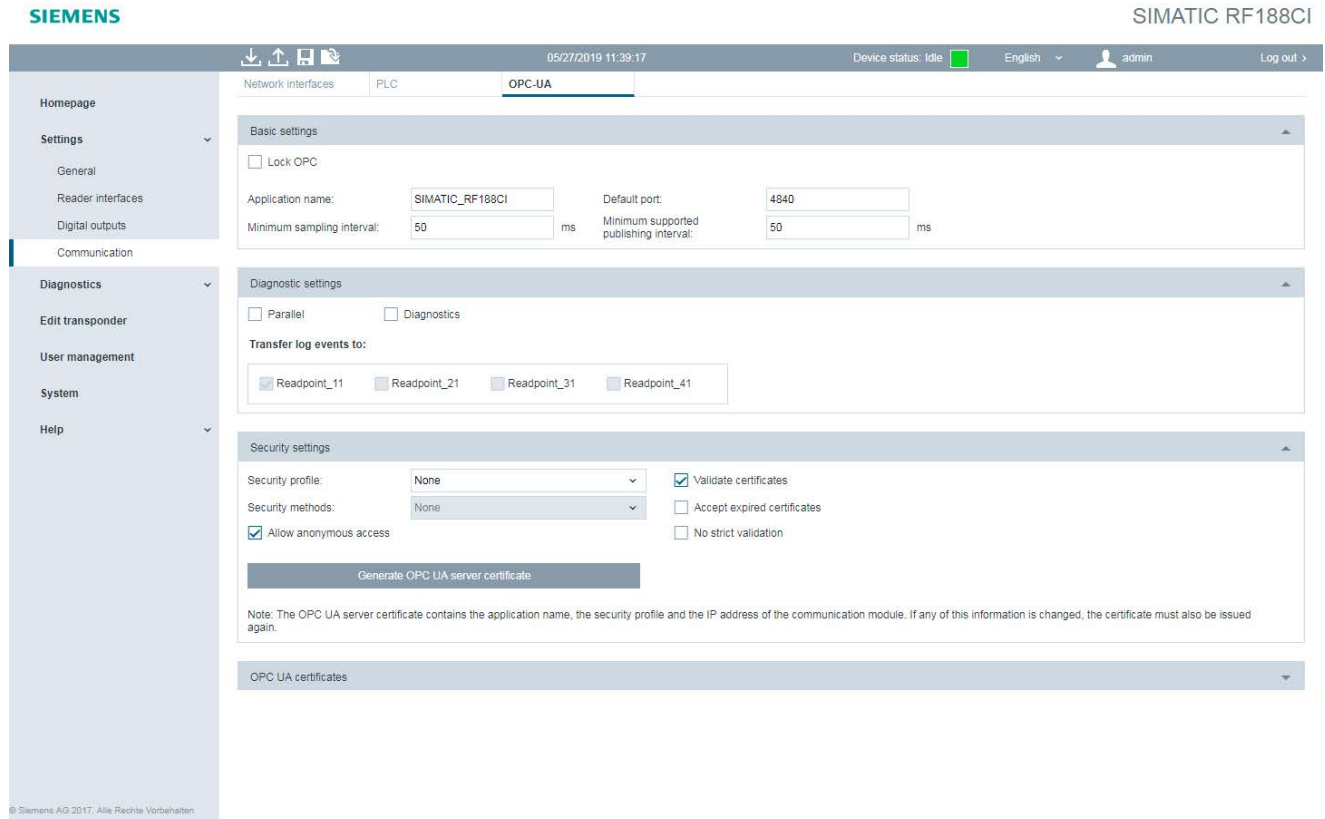 SIEMENS
SIMATIC RF188CI
05/27/2019 11:39:17
Device status: Idle
English
admin
Log out >
Homepage
Settings
General
Reader interfaces
Digital outputs
Communication
Diagnostics
Edit transponder
User management
System
Help
Network interfaces
PLC
OPC-UA
Basic settings
Lock OPC
Application name:
SIMATIC_RF188CI
Default port:
4840
Minimum sampling interval:
50
ms
Minimum supported
publishing interval:
50
ms
Diagnostic settings
Parallel
Diagnostics
Transfer log events to:
Readpoint_11
Readpoint_21
Readpoint_31
Readpoint_41
Security settings
Security profile:
None
Validate certificates
Security methods:
None
Accept expired certificates
Allow anonymous access
No strict validation
Generate OPC UA server certificate
Note: The OPC UA server certificate contains the application name, the security profile and the IP address of the communication module. If any of this information is changed, the certificate must also be issued
again.
OPC UA certificates
© Siemens AG 2017. Alle Rechte Vorbehalten